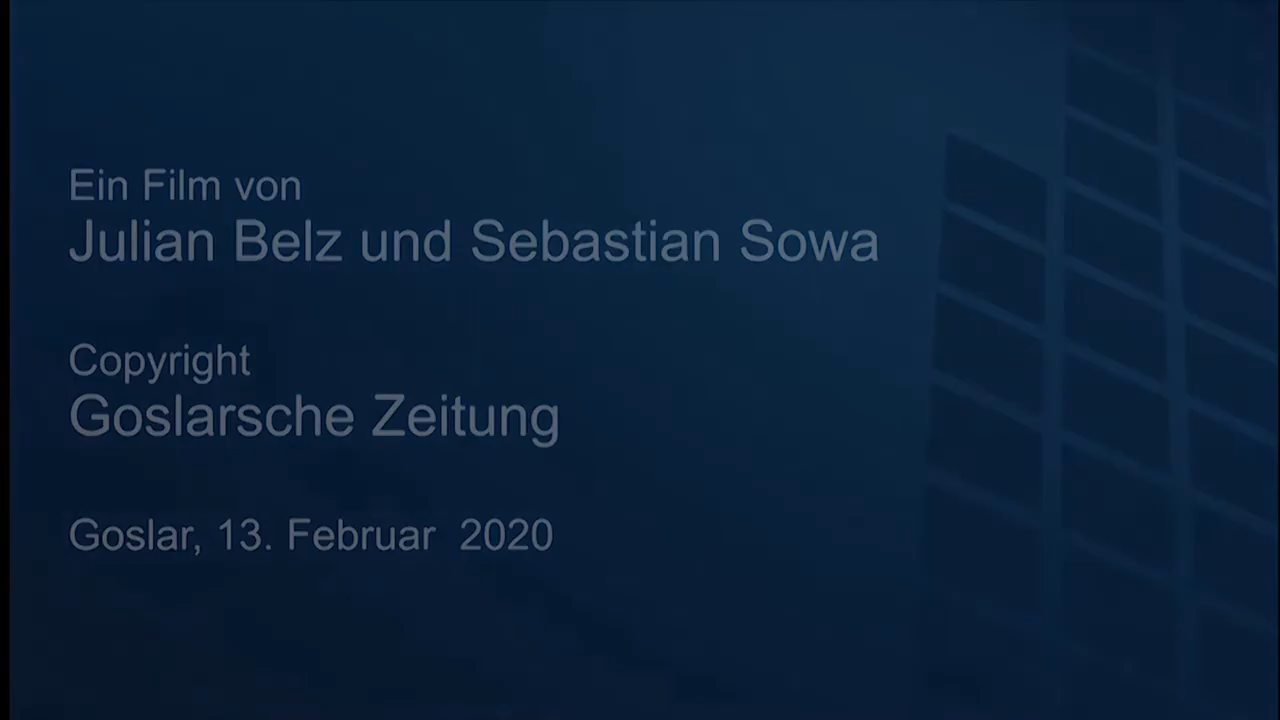 Ein Film von
Julian Belz und Sebastian Sowa
Copyright
Goslarsche Zeitung
Goslar, 13. Februar 2020